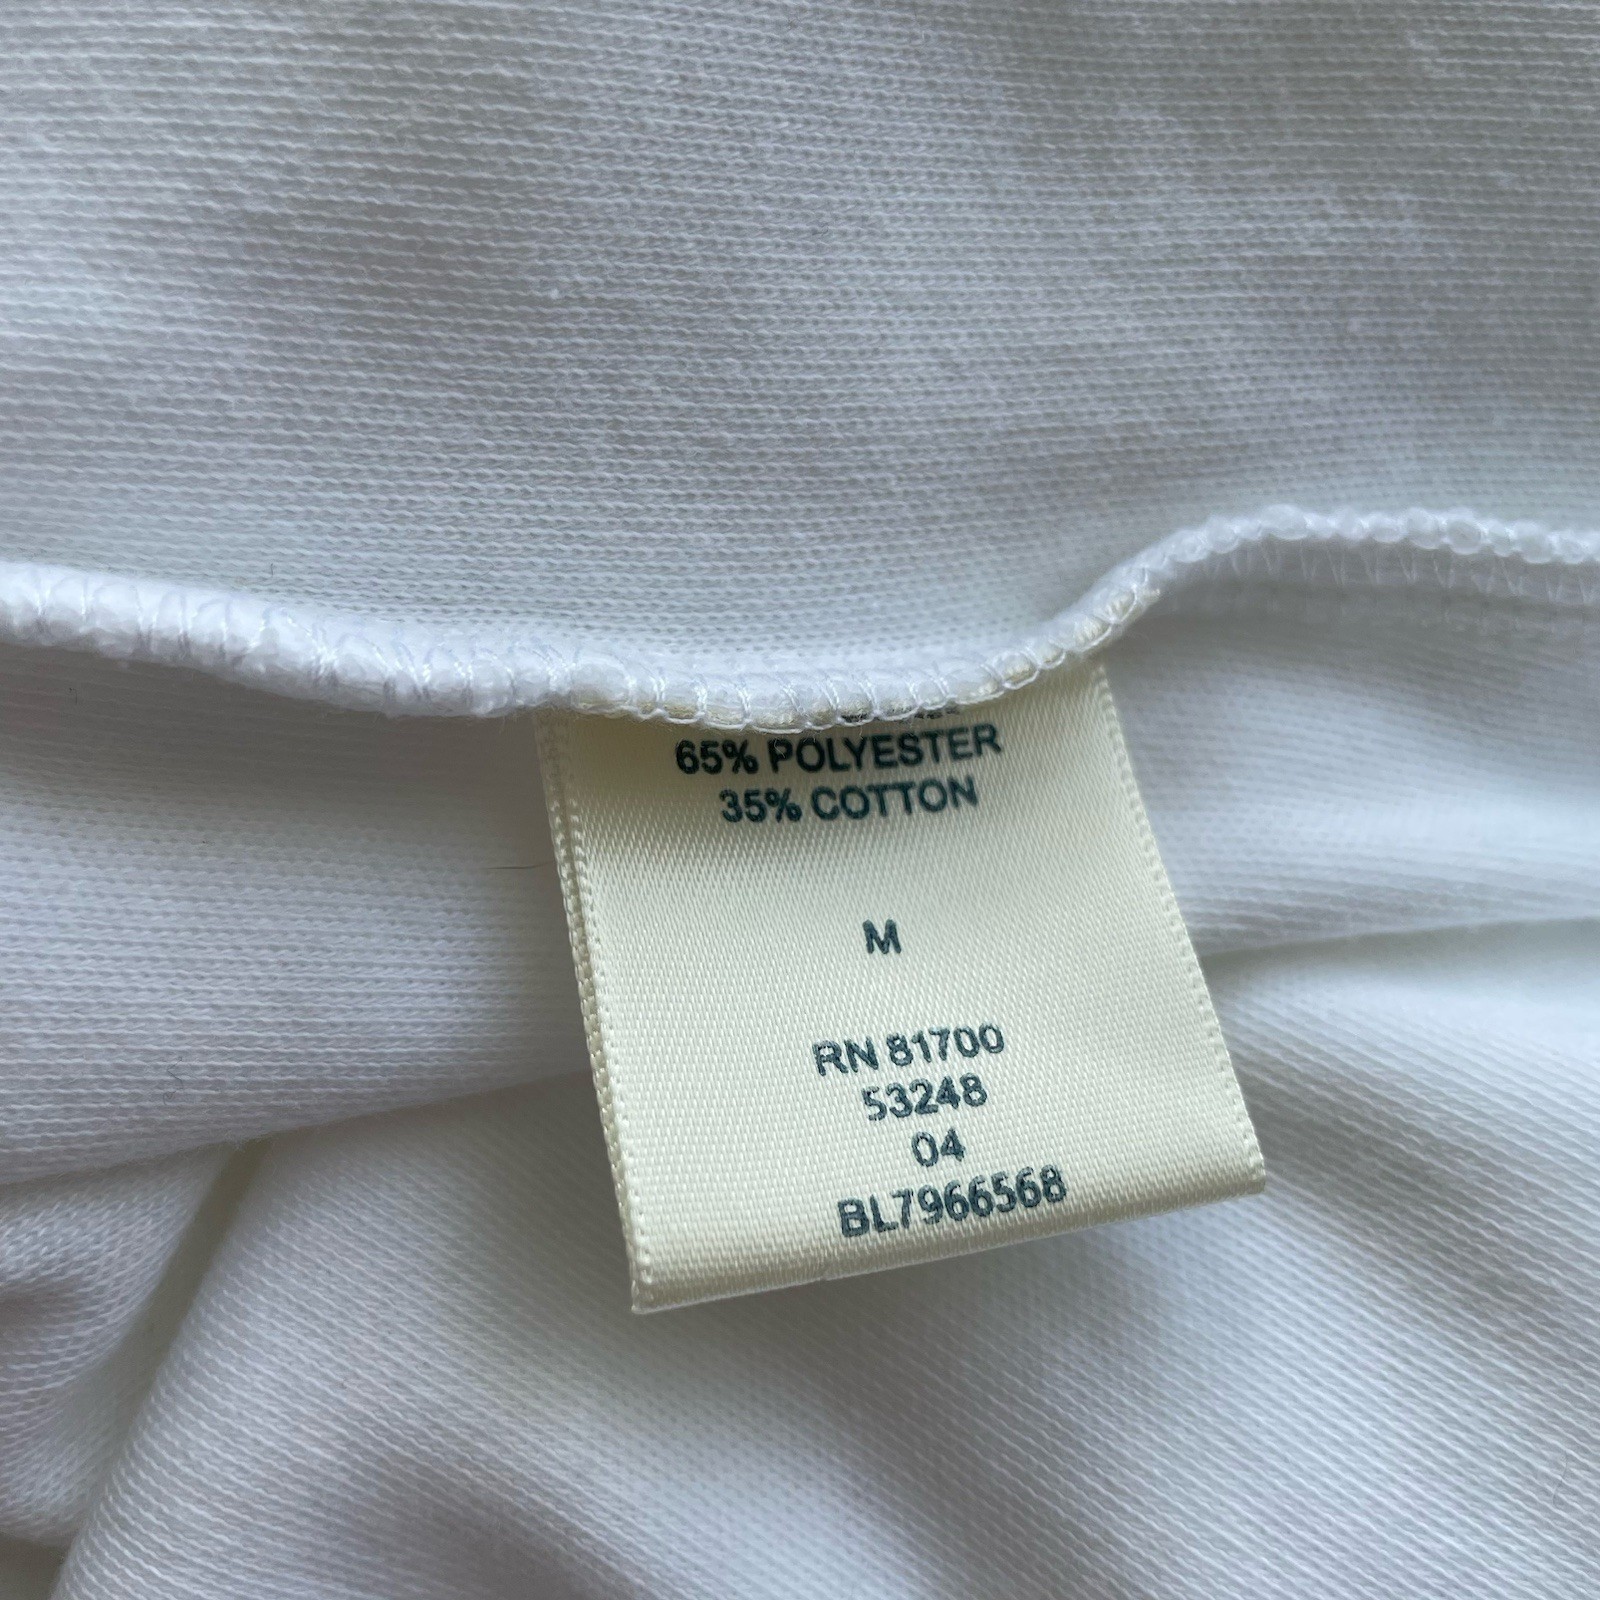 65% POLYESTER
35% COTTON
M
RN 81700
53248
04
BL7966568